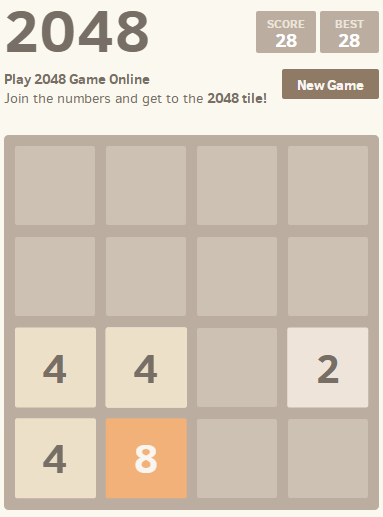 2048
SCORE
28
BEST
28
Play 2048 Game Online
Join the numbers and get to the 2048 tile!
New Game
4 4 2
4 8